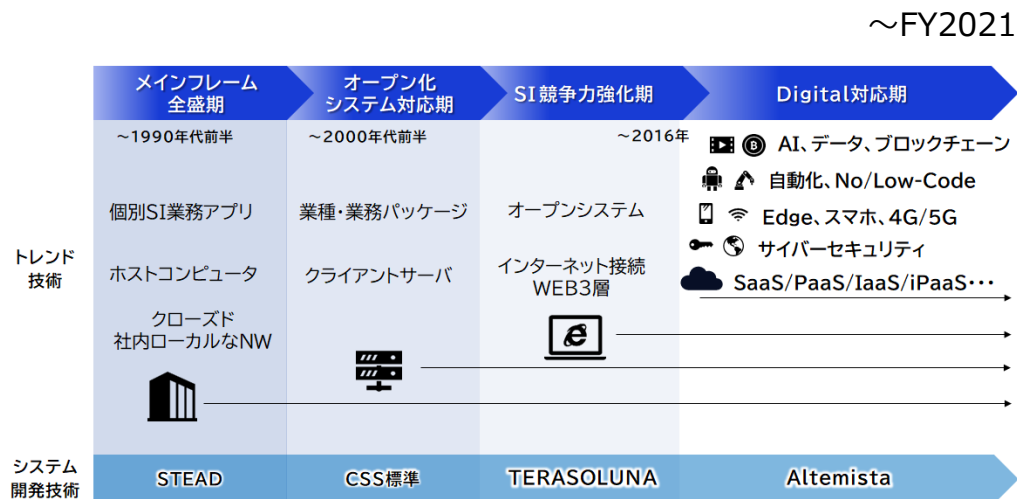 ～FY2021
メインフレーム
全盛期
オープン化
システム対応期
SI競争力強化期
Digital対応期
～1990年代前半
～2000年代前半
～2016年
トレンド
技術
個別SI業務アプリ
ホストコンピュータ
クローズド
社内ローカルなNW
業種・業務パッケージ
クライアントサーバ
オープンシステム
インターネット接続
WEB3層
AI、データ、ブロックチェーン
自動化、No/Low-Code
Edge、スマホ、4G/5G
サイバーセキュリティ
SaaS/PaaS/IaaS/iPaaS･･･
システム
開発技術
STEAD
CSS標準
TERASOLUNA
Altemista